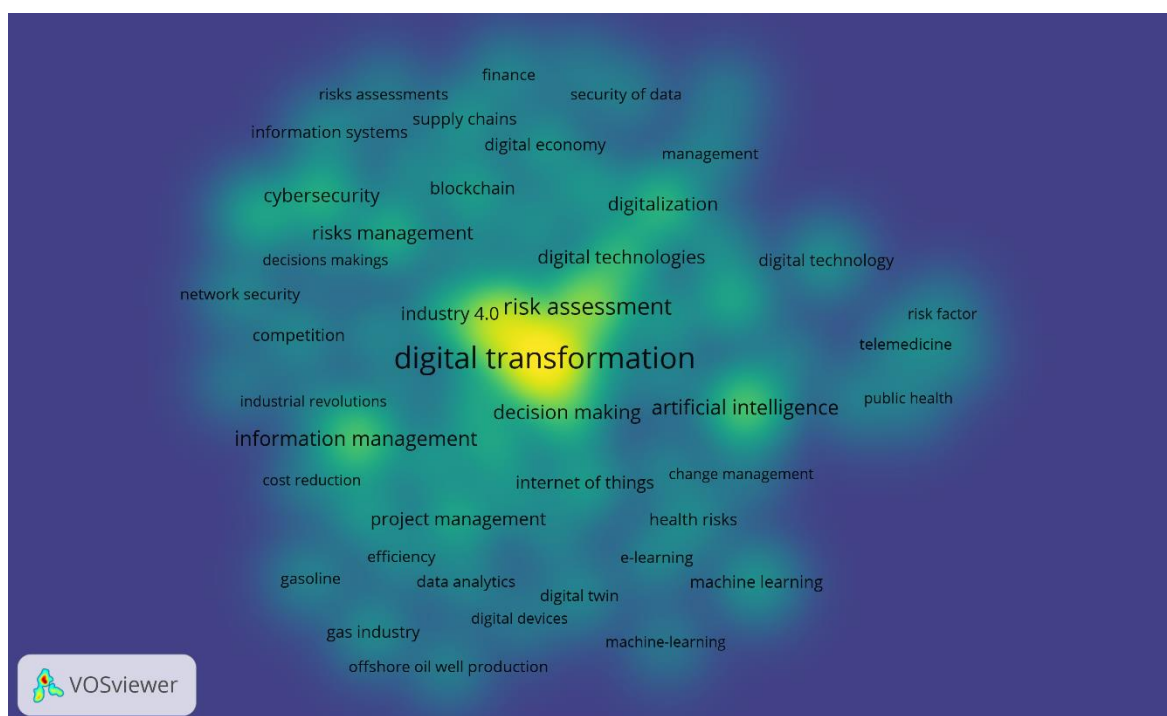 finance
risks assessments
security of data
supply chains
information systems
digital economy
management
blockchain
cybersecurity
digitalization
risks management
digital technologies
decisions makings
digital technology
network security
risk assessment
industry 4.0
risk factor
competition
telemedicine
digital transformation
public health
industrial revolutions
artificial intelligence
decision making
information management
change management
cost reduction
internet of things
project management
health risks
efficiency
e-learning
gasoline
data analytics
machine learning
digital twin
digital devices
gas industry
machine-learning
offshore oil well production
VOSviewer